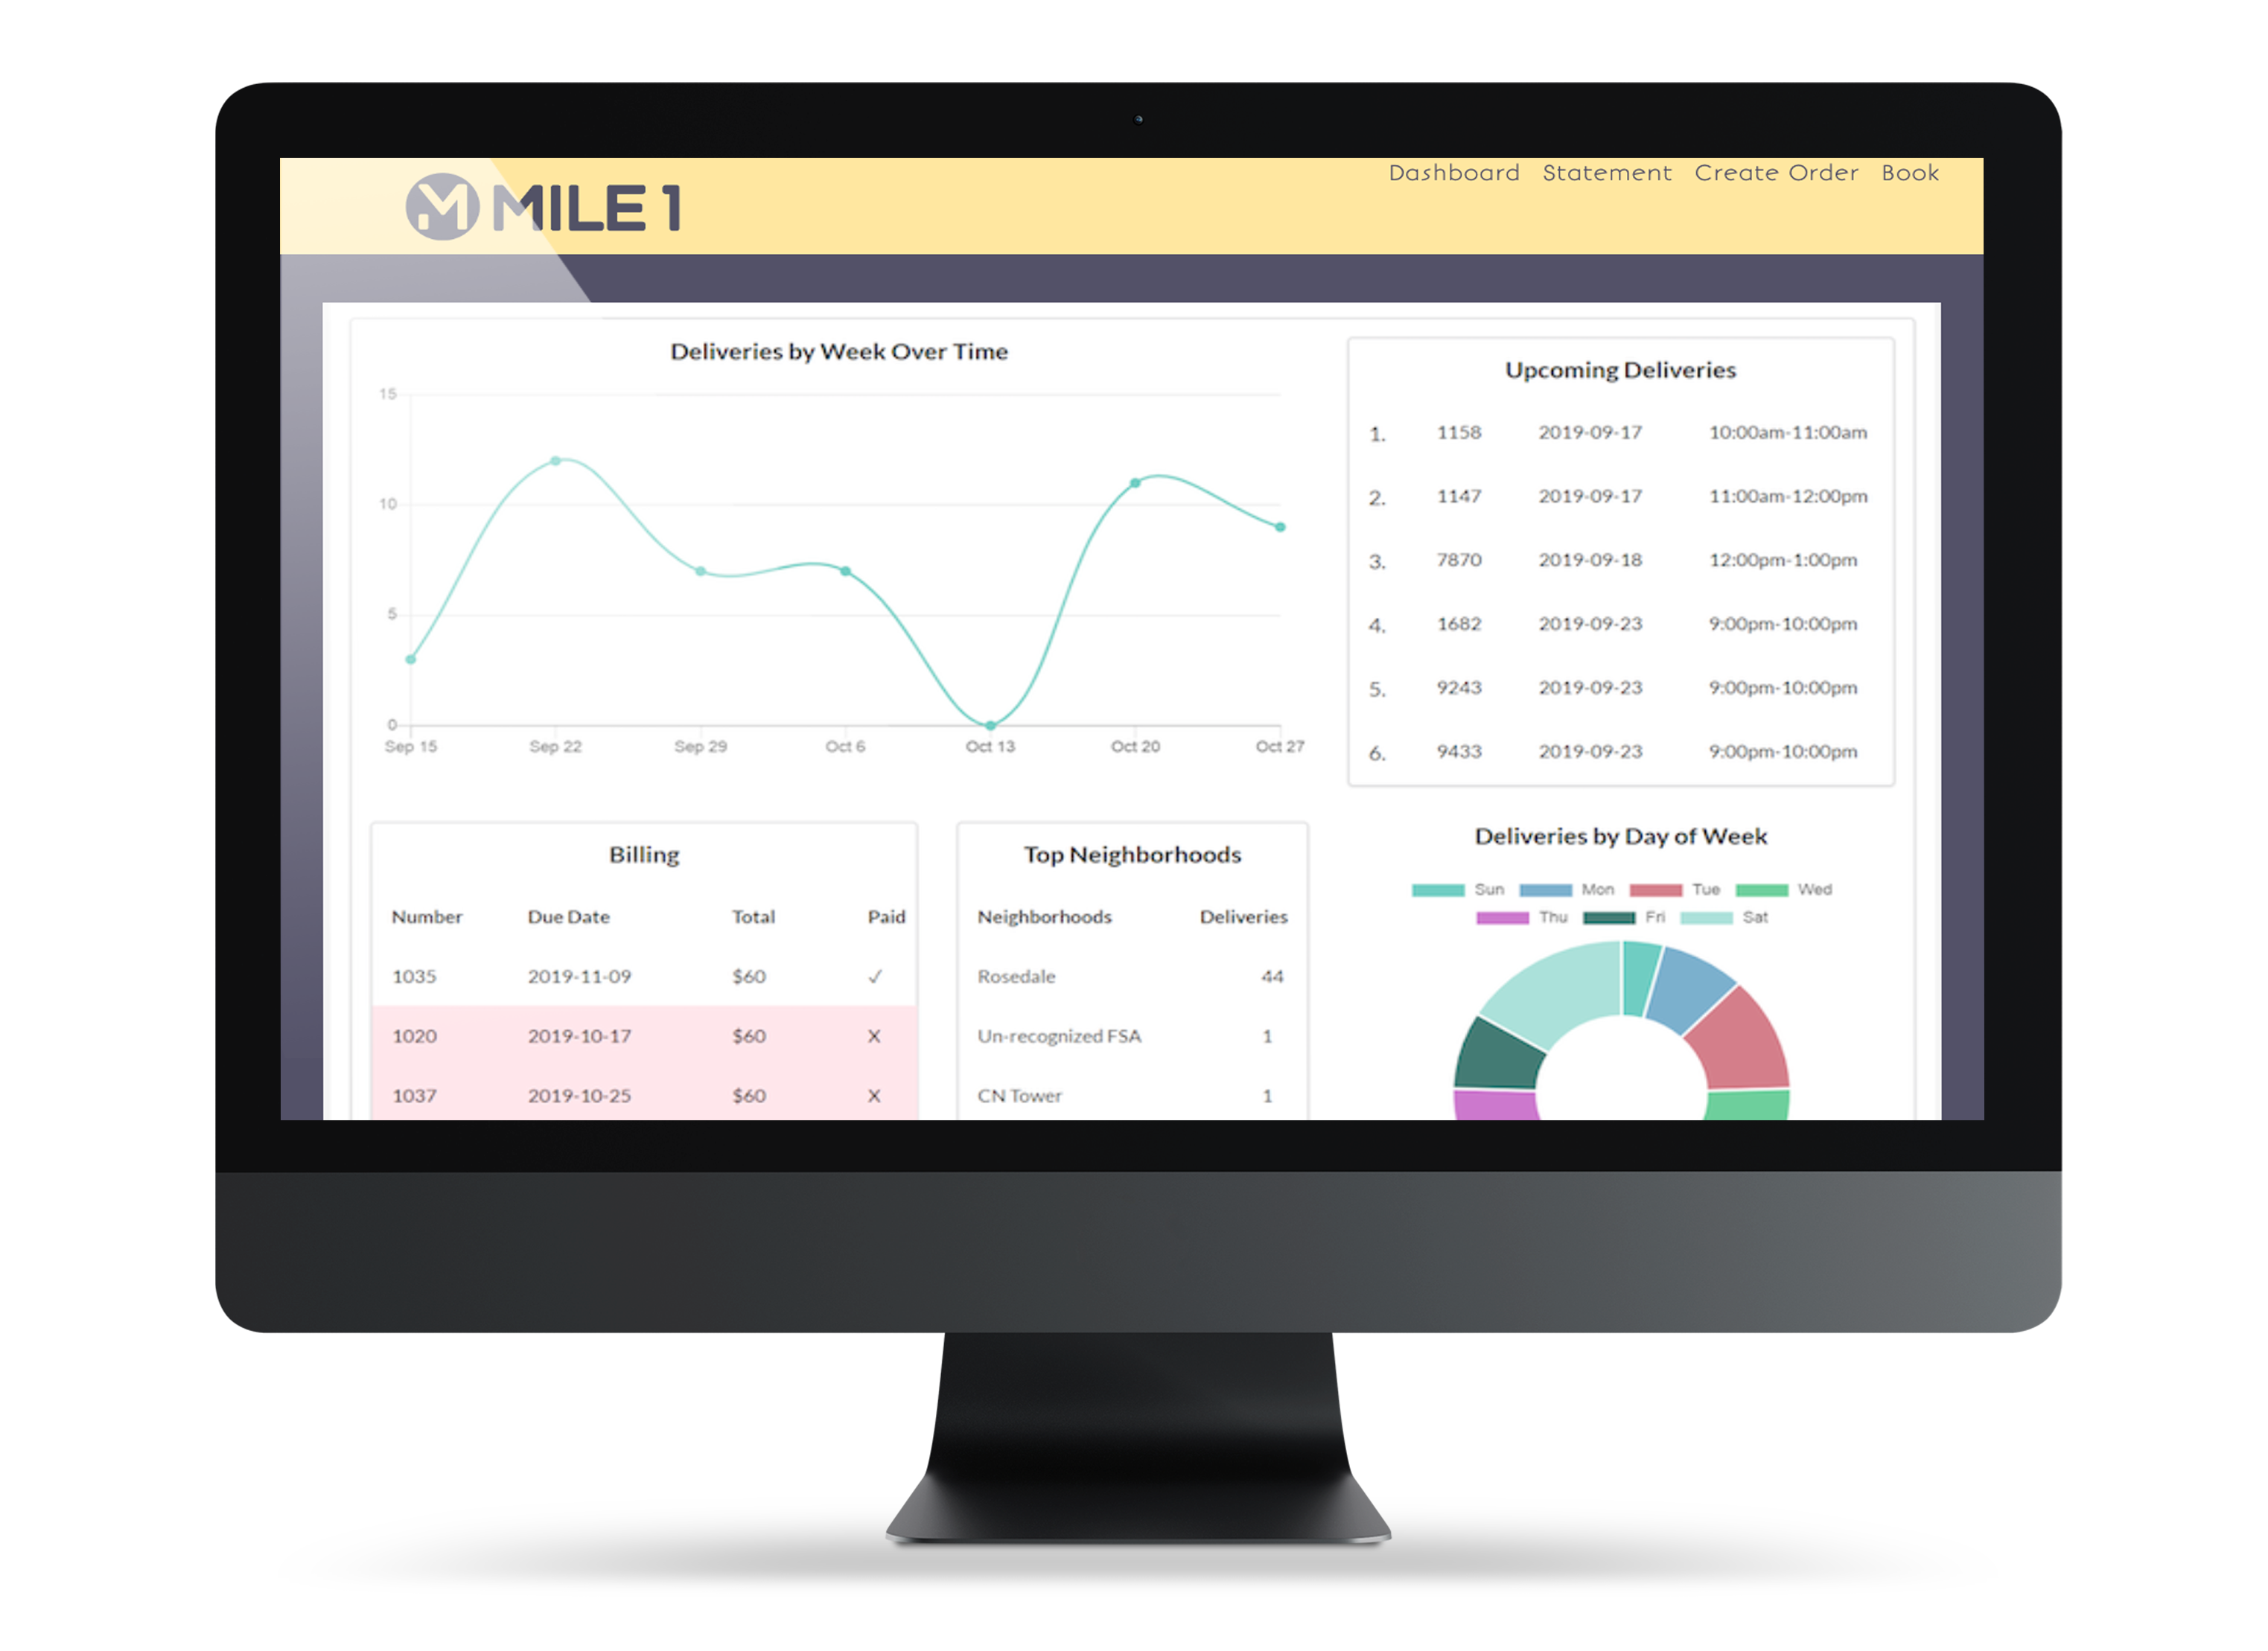 MILE 1
Dashboard Statement Create Order Book
Deliveries by Week Over Time
15
10
5
0
Sep 15 Sep 22 Sep 29 Oct 6 Oct 13 Oct 20 Oct 27
Upcoming Deliveries
1. 1158 2019-09-17 10:00am-11:00am
2. 1147 2019-09-17 11:00am-12:00pm
3. 7870 2019-09-18 12:00pm-1:00pm
4. 1682 2019-09-23 9:00pm-10:00pm
5. 9243 2019-09-23 9:00pm-10:00pm
6. 9433 2019-09-23 9:00pm-10:00pm
Billing
Number Due Date Total Paid
1035 2019-11-09 $60 ✓
1020 2019-10-17 $60 X
1037 2019-10-25 $60 X
Top Neighborhoods
Neighborhoods Deliveries
Rosedale 44
Un-recognized FSA 1
CN Tower 1
Deliveries by Day of Week
Sun Mon Tue Wed
Thu Fri Sat